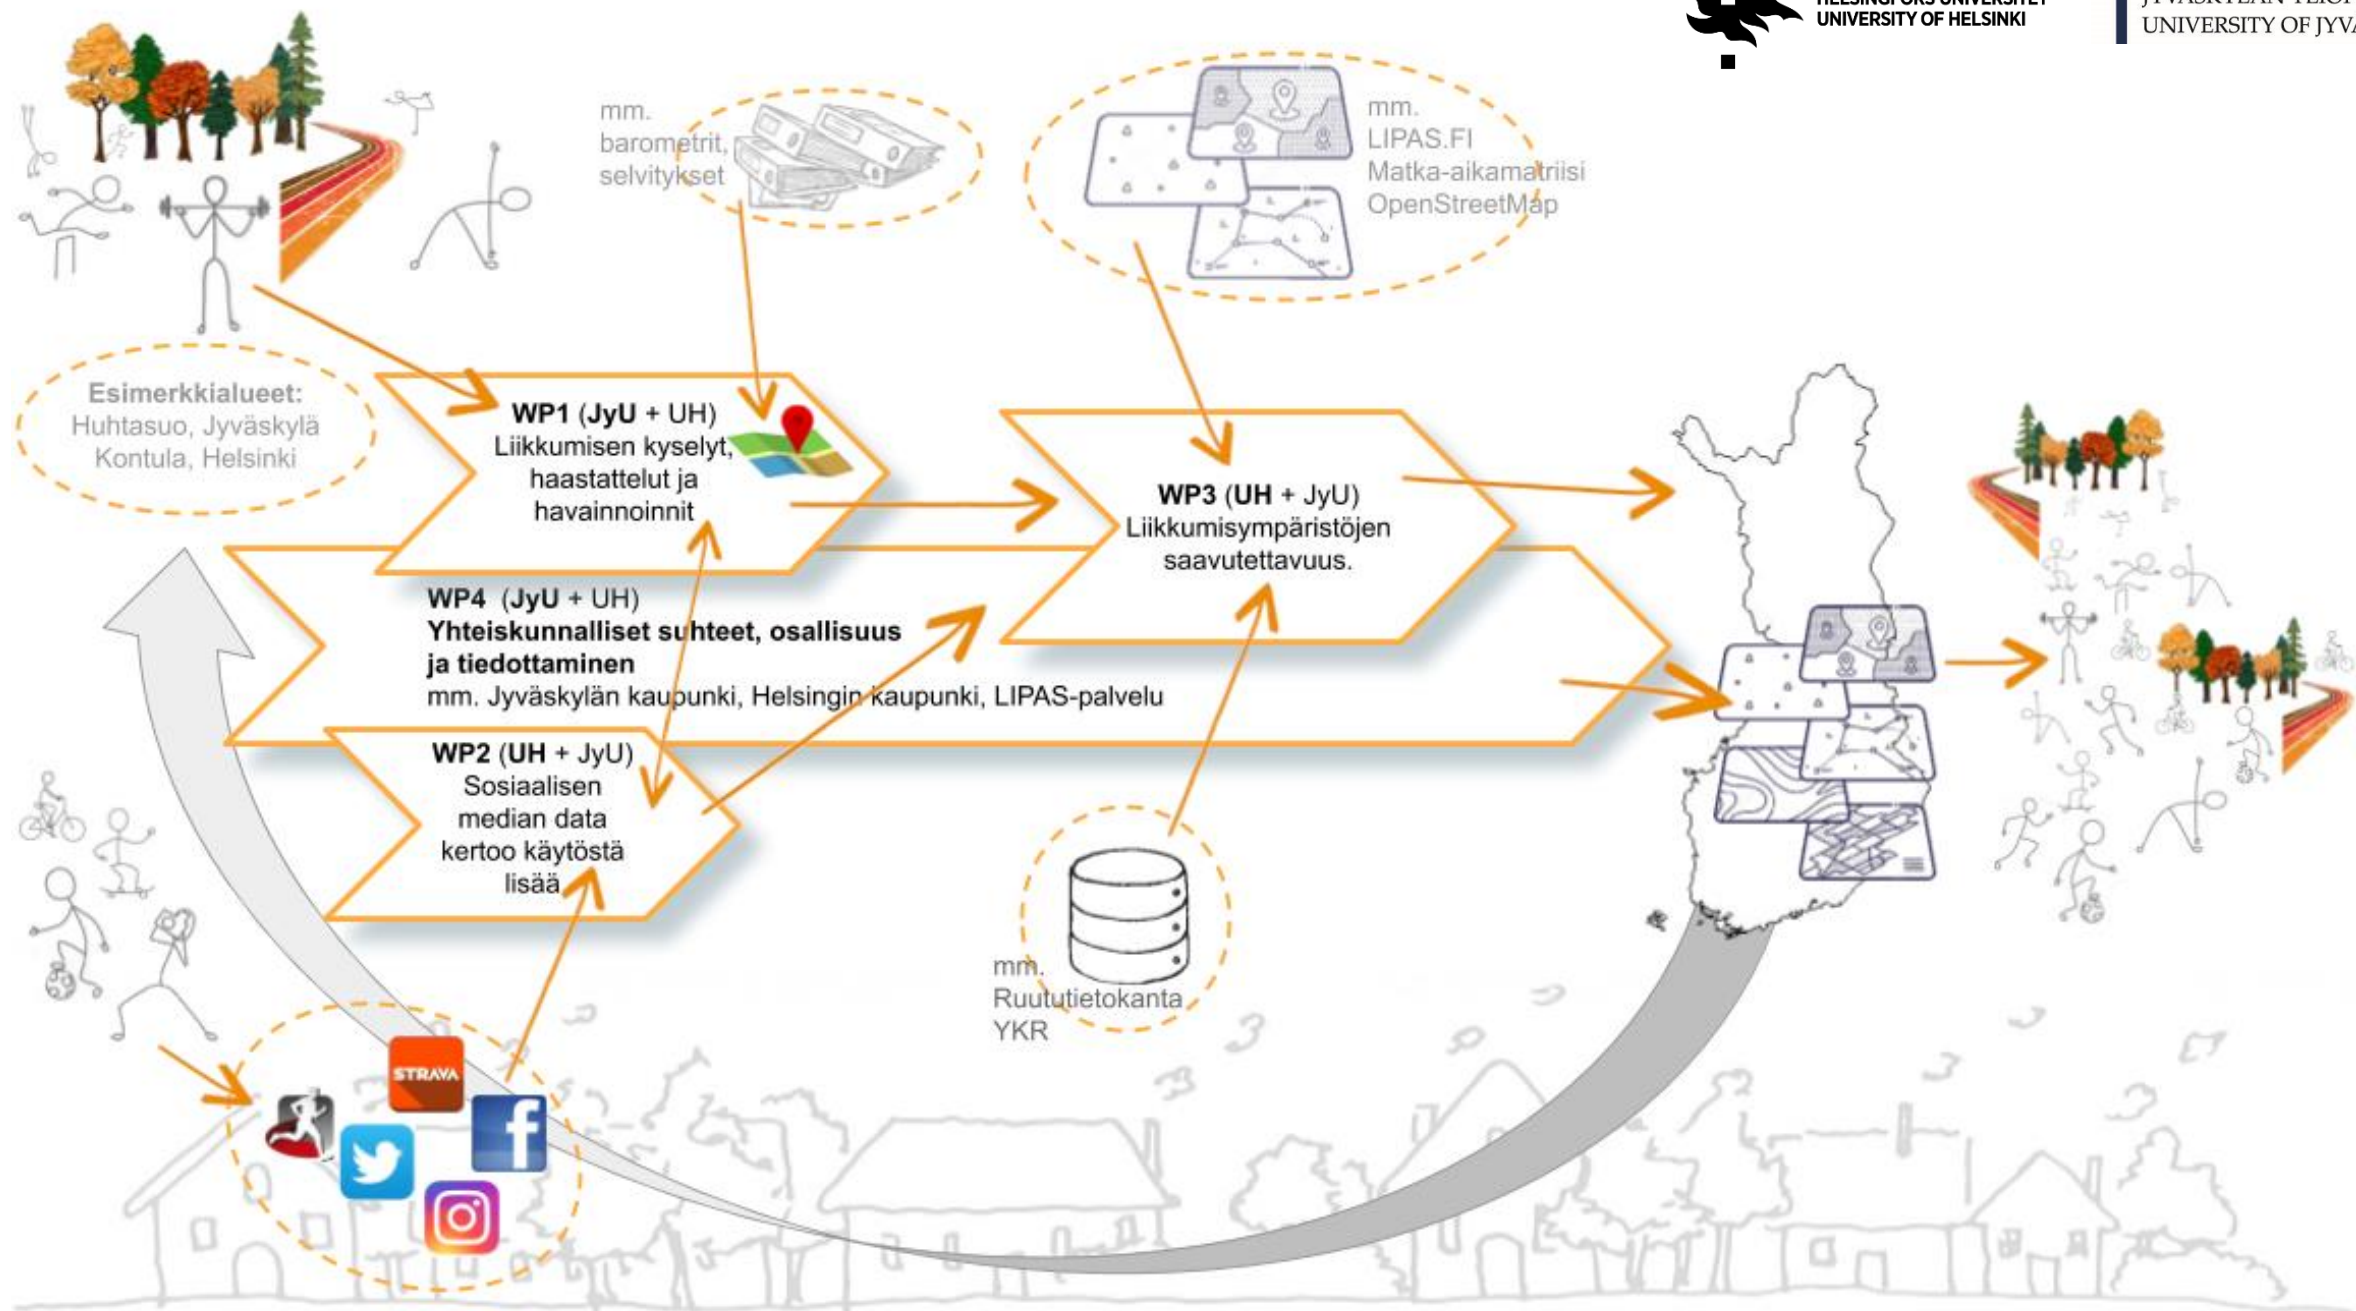 UNIVERSITY OF HELSINKI
UNIVERSITY OF
mm.
barometrit,
selvitykset
mm.
LIPAS.FI
Matka-aikamatriisi
OpenStreetMap
Esimerkkialueet:
Huhtasuo, Jyväskylä
Kontula, Helsinki
WP1 (JyU + UH)
Liikkumisen kyselyt,
haastattelut ja
havainnoinnit
WP3 (UH + JyU)
Liikkumisympäristöjen
saavutettavuus.
WP4 (JyU + UH)
Yhteiskunnalliset suhteet, osallisuus
ja tiedottaminen
mm. Jyväskylän kaupunki, Helsingin kaupunki, LIPAS-palvelu
WP2 (UH + JyU)
Sosiaalisen
median data
kertoo käytöstä
lisää
mm.
Ruututietokanta
YKR
STRAVA